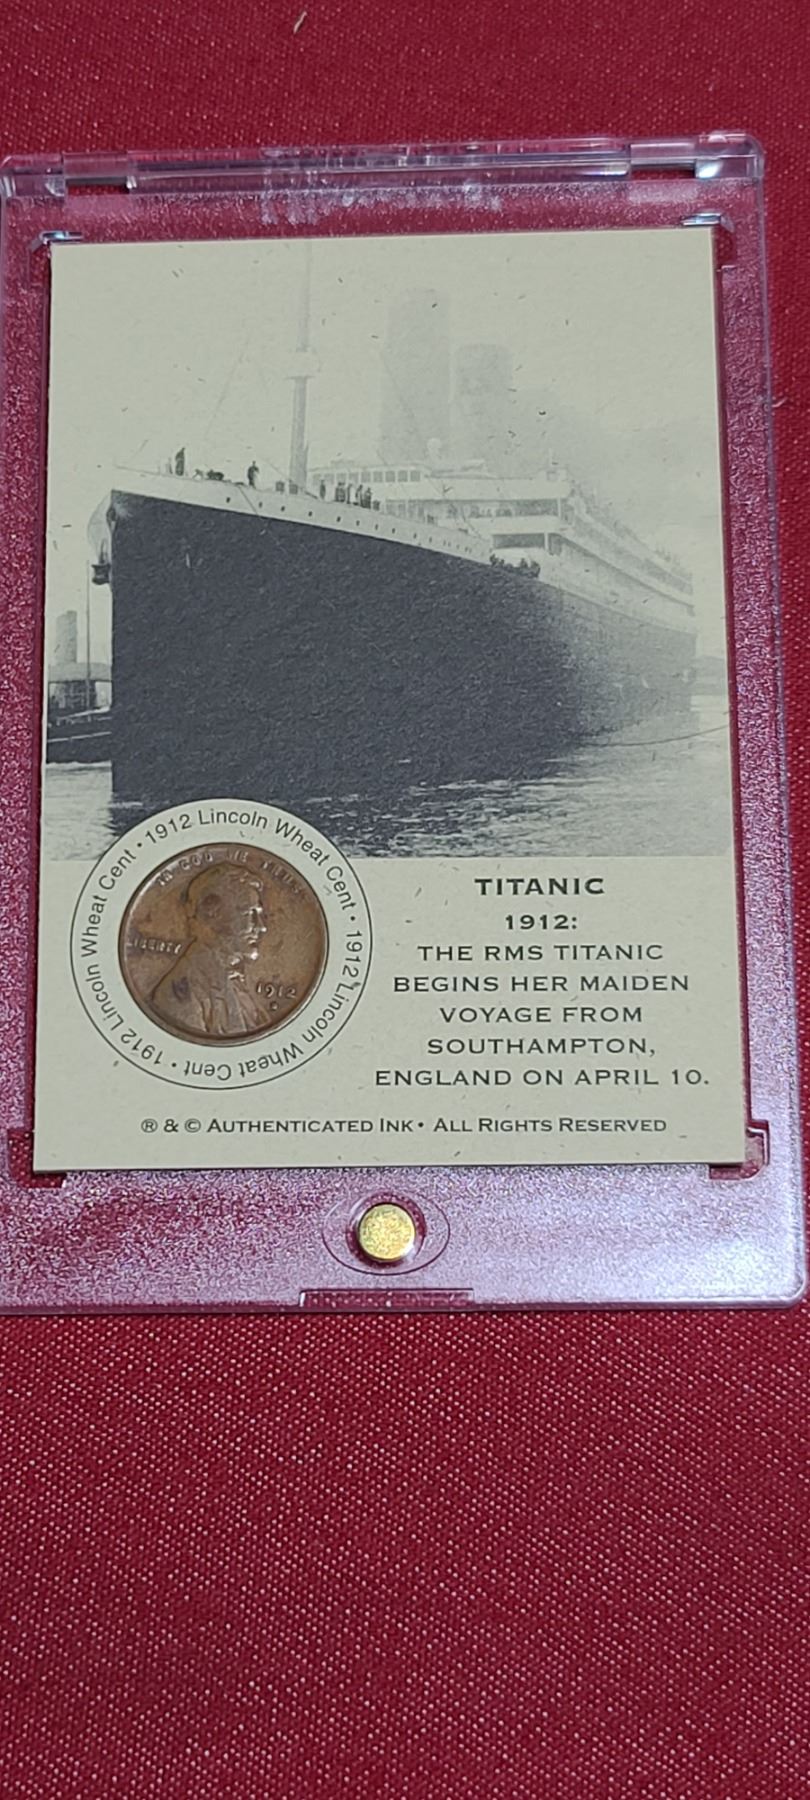 1912 Lincoln Wheat Cent • 1912 Lincoln Wheat Cent • 1912 Lincoln Wheat Cent •
IN GOD WE TRUST
LIBERTY
1912
TITANIC
1912:
THE RMS TITANIC
BEGINS HER MAIDEN
VOYAGE FROM
SOUTHAMPTON,
ENGLAND ON APRIL 10.
® & © AUTHENTICATED INK • ALL RIGHTS RESERVED